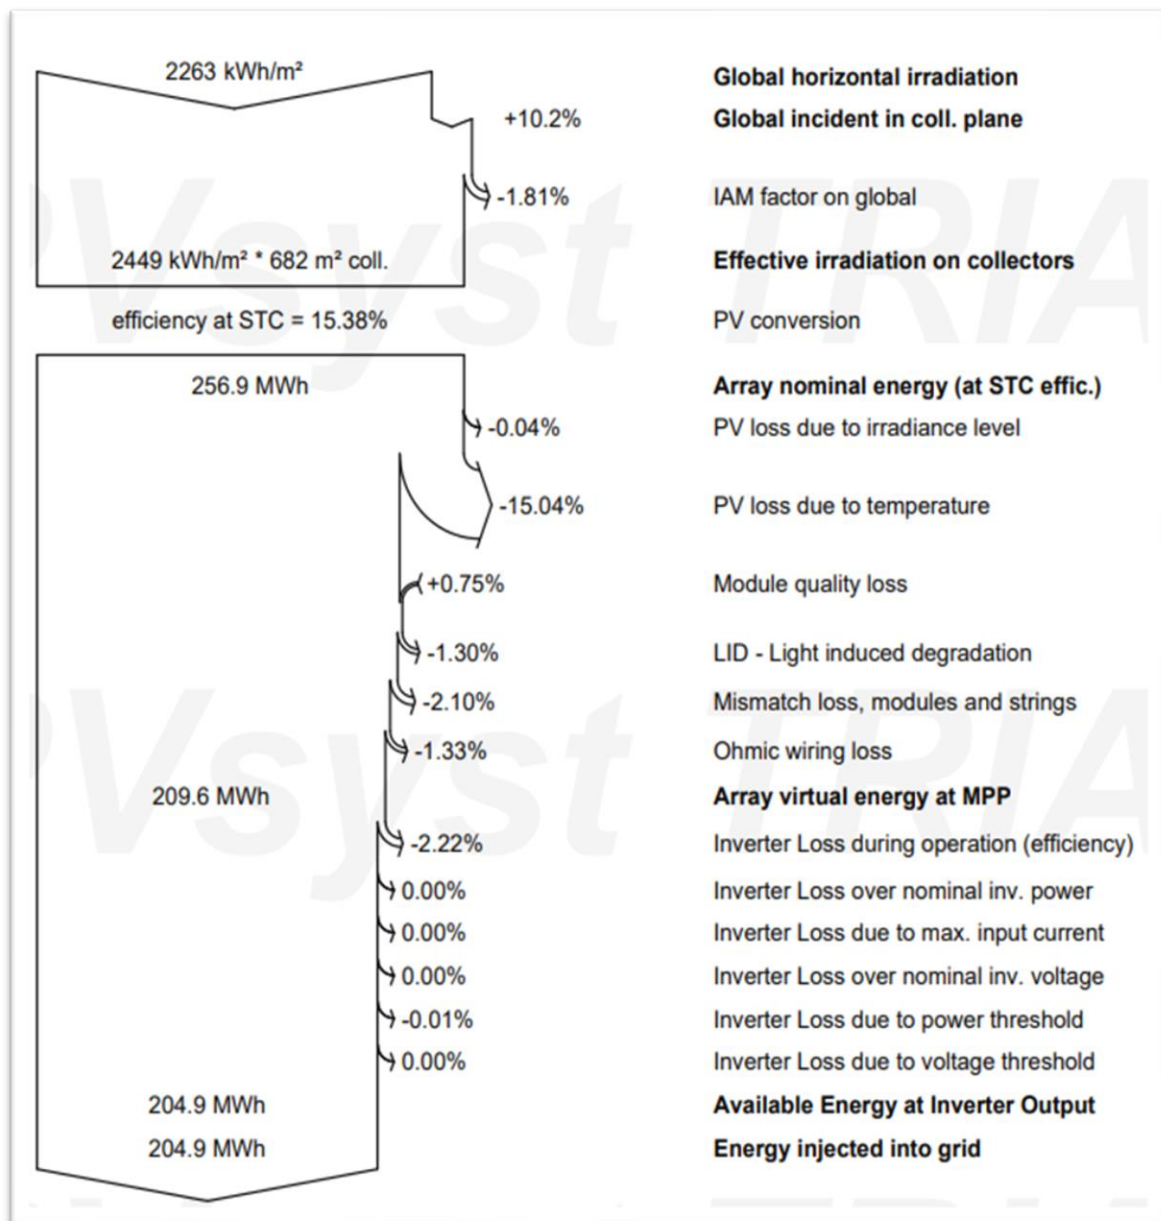 2263 kWh/m² Global horizontal irradiation
+10.2% Global incident in coll. plane
-1.81% IAM factor on global
2449 kWh/m² * 682 m² coll. Effective irradiation on collectors
efficiency at STC = 15.38% PV conversion
256.9 MWh Array nominal energy (at STC effic.)
-0.04% PV loss due to irradiance level
-15.04% PV loss due to temperature
+0.75% Module quality loss
-1.30% LID - Light induced degradation
-2.10% Mismatch loss, modules and strings
-1.33% Ohmic wiring loss
209.6 MWh Array virtual energy at MPP
-2.22% Inverter Loss during operation (efficiency)
0.00% Inverter Loss over nominal inv. power
0.00% Inverter Loss due to max. input current
0.00% Inverter Loss over nominal inv. voltage
-0.01% Inverter Loss due to power threshold
0.00% Inverter Loss due to voltage threshold
204.9 MWh Available Energy at Inverter Output
204.9 MWh Energy injected into grid
PVsyst TRIA
PVsyst TRIA